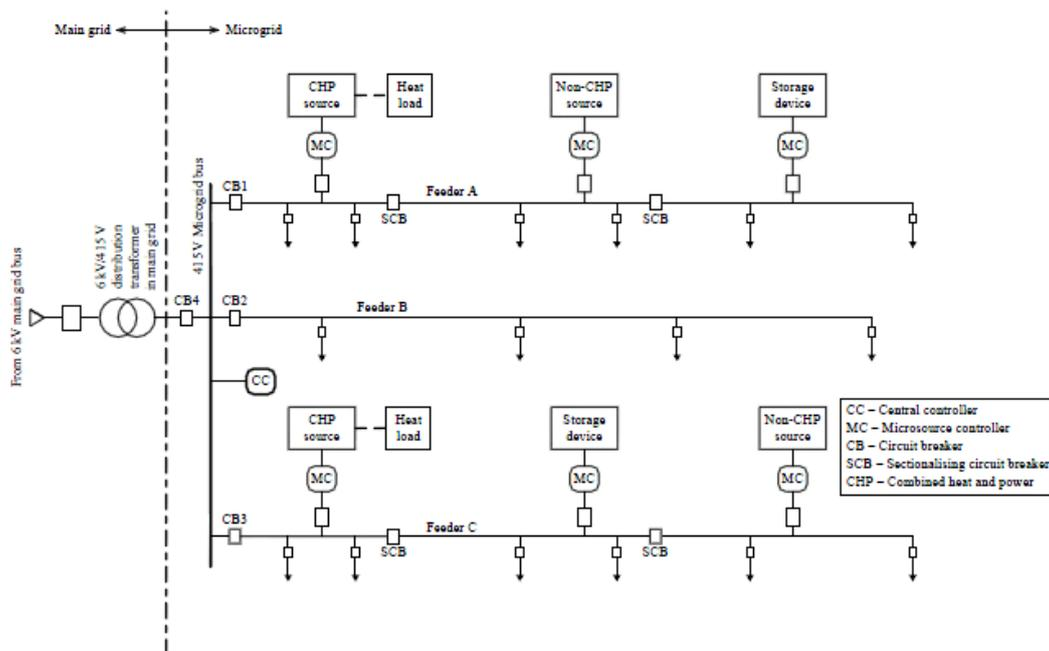 Main grid
Microgrid
CHP
source
Heat
load
Non-CHP
source
Storage
device
MC
MC
MC
415 V Microgrid bus
CB1
Feeder A
SCB
SCB
6 kV/415 V
distribution
transformer
in main grid
From 6 kV main grid bus
CB4
CB2
Feeder B
CC
CHP
source
Heat
load
Storage
device
Non-CHP
source
MC
MC
MC
CB3
Feeder C
SCB
SCB
CC – Central controller
MC – Microsource controller
CB – Circuit breaker
SCB – Sectionalising circuit breaker
CHP – Combined heat and power